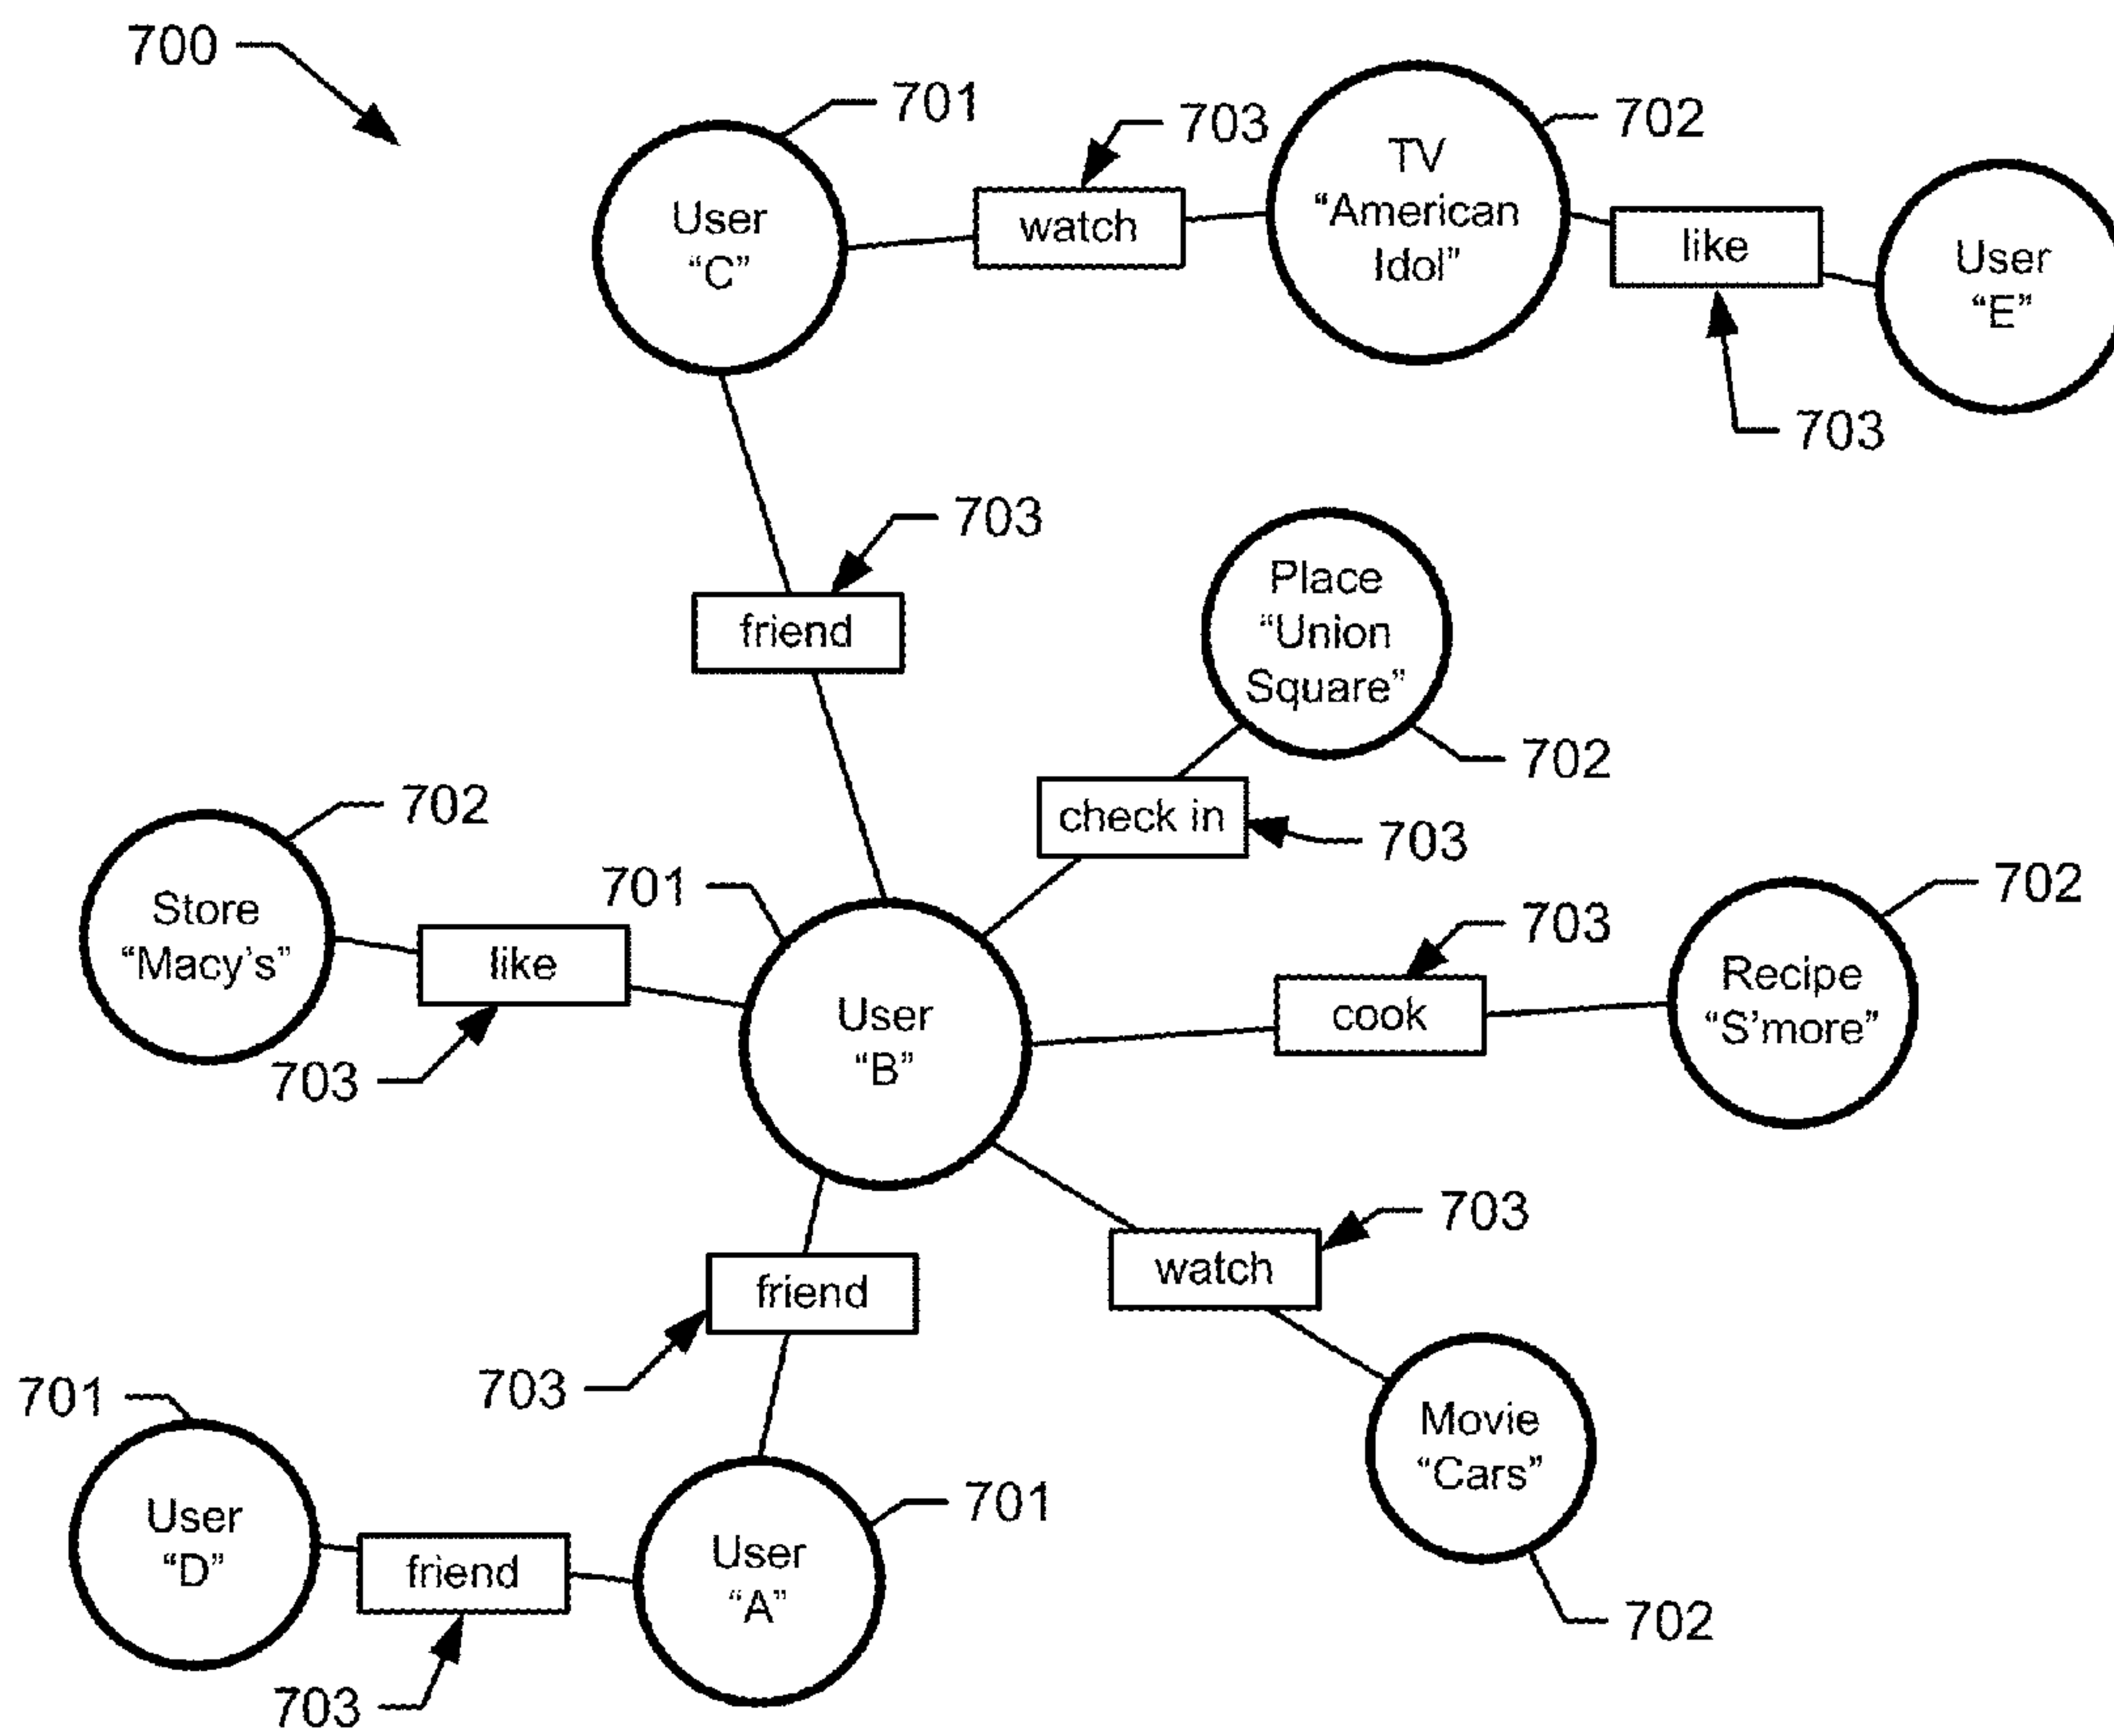 700
701
703
702
TV
“American
Idol”
User
“C”
watch
like
User
“E”
703
703
friend
Place
“Union
Square”
702
check in
703
702
Store
“Macy’s”
like
703
701
User
“B”
703
cook
702
Recipe
“S’more”
703
watch
friend
703
Movie
“Cars”
702
701
User
“D”
friend
703
701
User
“A”